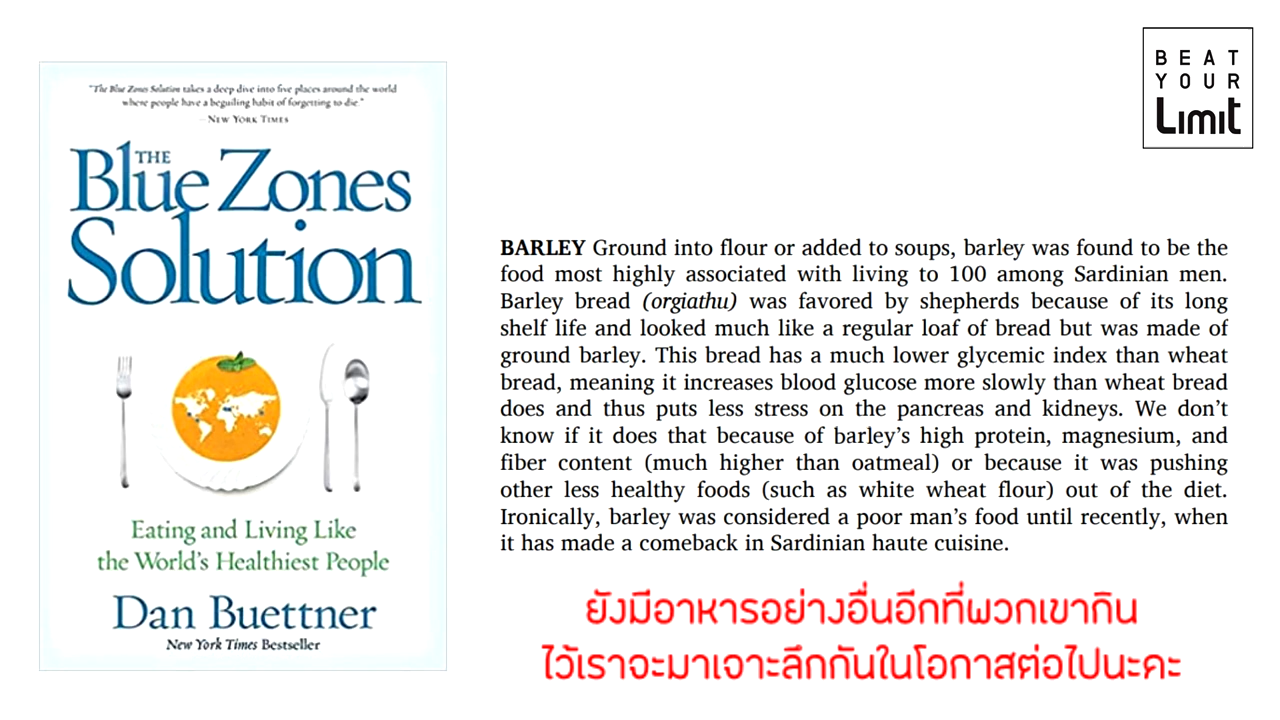 "The Blue Zones Solution takes a deep dive into five places around the world
where people have a beguiling habit of forgetting to die."
–NEW YORK TIMES
THE
Blue Zones
Solution
Eating and Living Like
the World's Healthiest People
Dan Buettner
New York Times Bestseller
BEAT
YOUR
Limit
BARLEY Ground into flour or added to soups, barley was found to be the
food most highly associated with living to 100 among Sardinian men.
Barley bread (orgiathu) was favored by shepherds because of its long
shelf life and looked much like a regular loaf of bread but was made of
ground barley. This bread has a much lower glycemic index than wheat
bread, meaning it increases blood glucose more slowly than wheat bread
does and thus puts less stress on the pancreas and kidneys. We don't
know if it does that because of barley's high protein, magnesium, and
fiber content (much higher than oatmeal) or because it was pushing
other less healthy foods (such as white wheat flour) out of the diet.
Ironically, barley was considered a poor man's food until recently, when
it has made a comeback in Sardinian haute cuisine.
ยังมีอาหารอย่างอื่นอีกที่พวกเขากิน
ไว้เราจะมาเจาะลึกกันในโอกาสต่อไปนะคะ